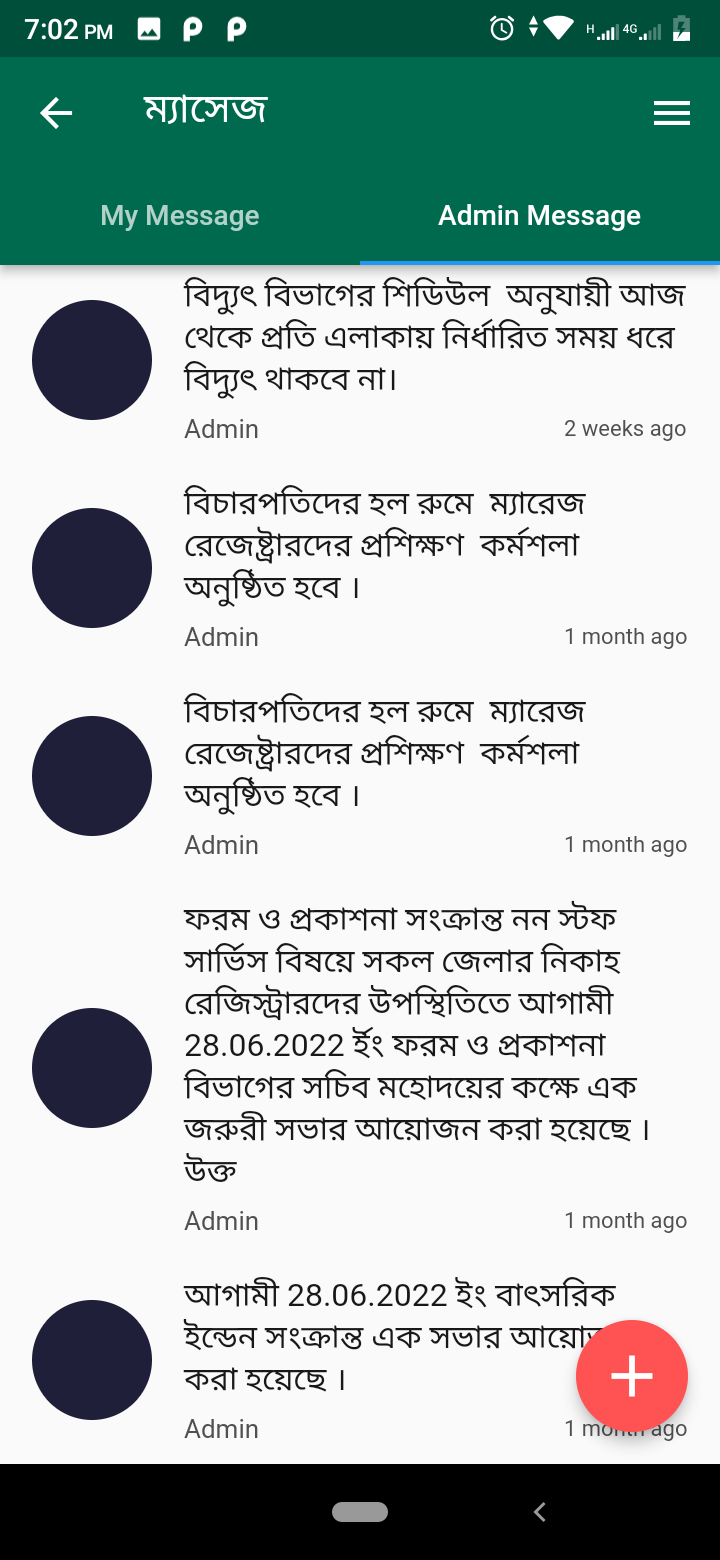 7:02 PM
H 4G
ম্যাসেজ
My Message
Admin Message
বিদ্যুৎ বিভাগের শিডিউল  অনুযায়ী আজ
থেকে প্রতি এলাকায় নির্ধারিত সময় ধরে
বিদ্যুৎ থাকবে না।
Admin
2 weeks ago
বিচারপতিদের হল রুমে  ম্যারেজ
রেজেষ্ট্রারদের প্রশিক্ষণ  কর্মশলা
অনুষ্ঠিত হবে ।
Admin
1 month ago
বিচারপতিদের হল রুমে  ম্যারেজ
রেজেষ্ট্রারদের প্রশিক্ষণ  কর্মশলা
অনুষ্ঠিত হবে ।
Admin
1 month ago
ফরম ও প্রকাশনা সংক্রান্ত নন স্টফ
সার্ভিস বিষয়ে সকল জেলার নিকাহ
রেজিস্ট্রারদের উপস্থিতিতে আগামী
28.06.2022 র্ইং ফরম ও প্রকাশনা
বিভাগের সচিব মহোদয়ের কক্ষে এক
জরুরী সভার আয়োজন করা হয়েছে ।
উক্ত
Admin
1 month ago
আগামী 28.06.2022 ইং বাৎসরিক
ইন্ডেন সংক্রান্ত এক সভার
করা হয়েছে ।
Admin
1 month ago